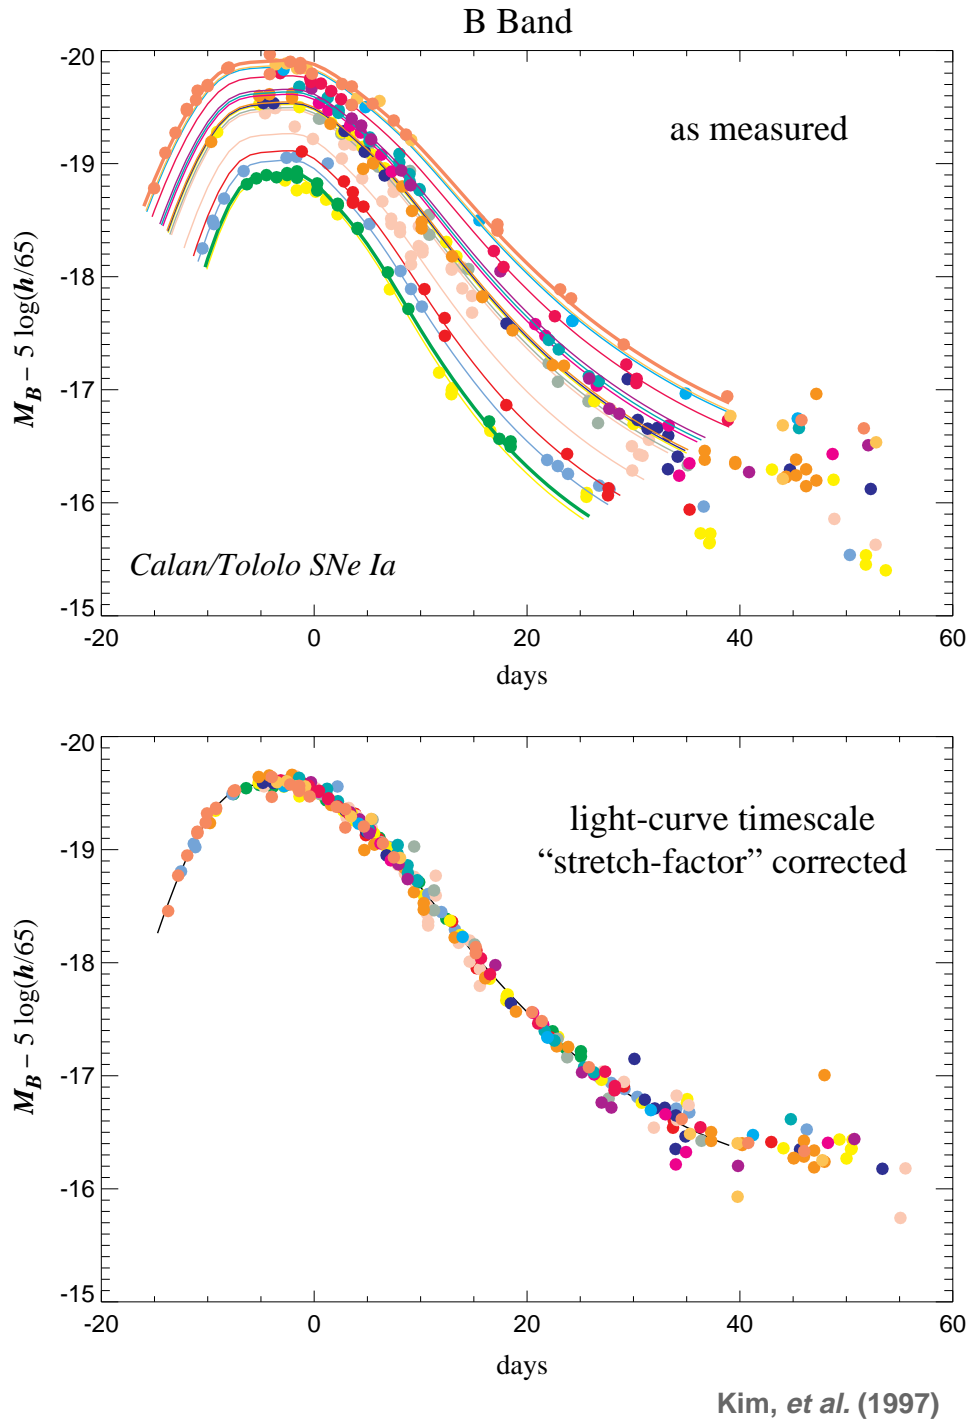 B Band
as measured
Calan/Tololo SNe Ia
M_B – 5 log(h/65)
-20
-19
-18
-17
-16
-15
-20 0 20 40 60
days
light-curve timescale
“stretch-factor” corrected
M_B – 5 log(h/65)
-20
-19
-18
-17
-16
-15
-20 0 20 40 60
days
Kim, et al. (1997)